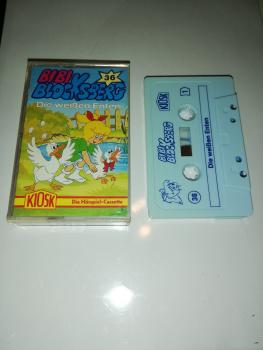 BIBI
BLOCKSBERG
36
Die weißen Enten
KIOSK
Die Hörspiel-Cassette
KIOSK
1
BIBI
BLOCKSBERG
Die weißen Enten
36